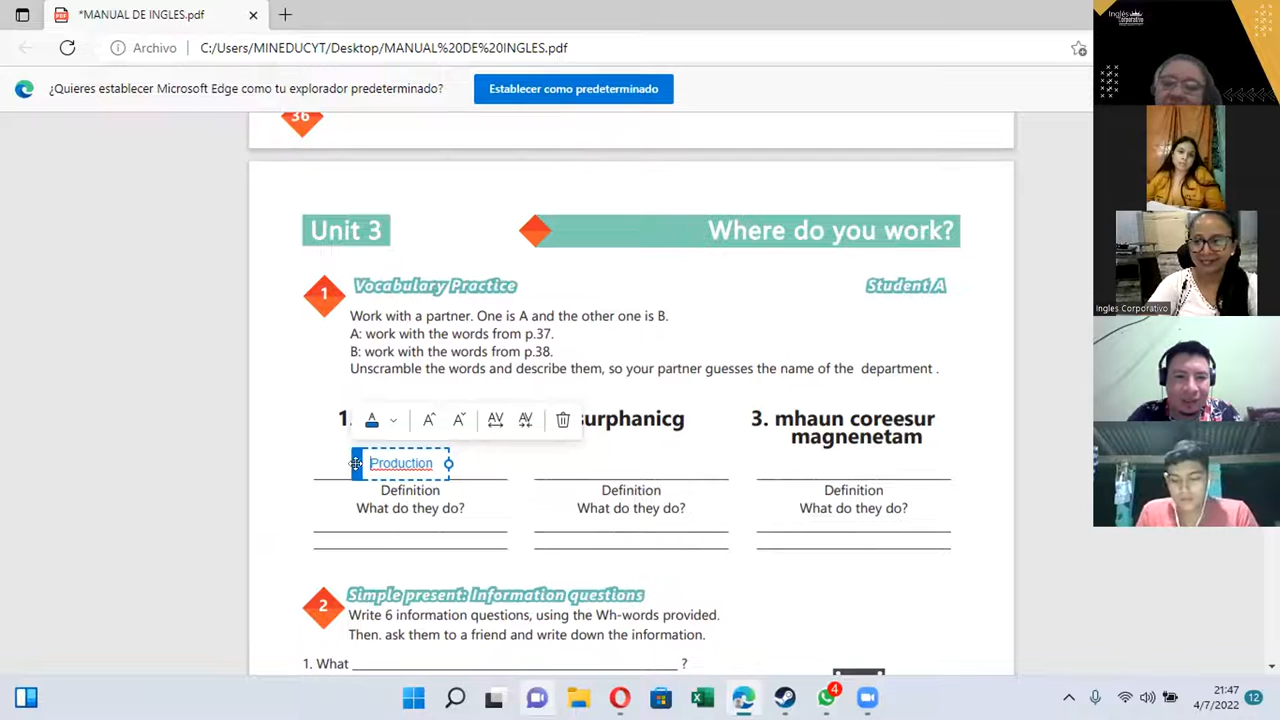 *MANUAL DE INGLES.pdf
Archivo
C:/Users/MINEDUCYT/Desktop/MANUAL%20DE%20INGLES.pdf
¿Quieres establecer Microsoft Edge como tu explorador predeterminado?
Establecer como predeterminado
36
Unit 3
Where do you work?
1
Vocabulary Practice
Student A
Work with a parner. One is A and the other one is B.
A: work with the words from p.37.
B: work with the words from p.38.
Unscramble the words and describe them, so your partner guesses the name of the department .
1.
surphanicg
3. mhaun coreesur
magnenetam
Production
Definition
What do they do?
Definition
What do they do?
Definition
What do they do?
2
Simple present: Information questions
Write 6 information questions, using the Wh-words provided.
Then. ask them to a friend and write down the information.
1. What ?
Inglés
Corporativo
Ingles Corporativo
4
21:47
4/7/2022
12